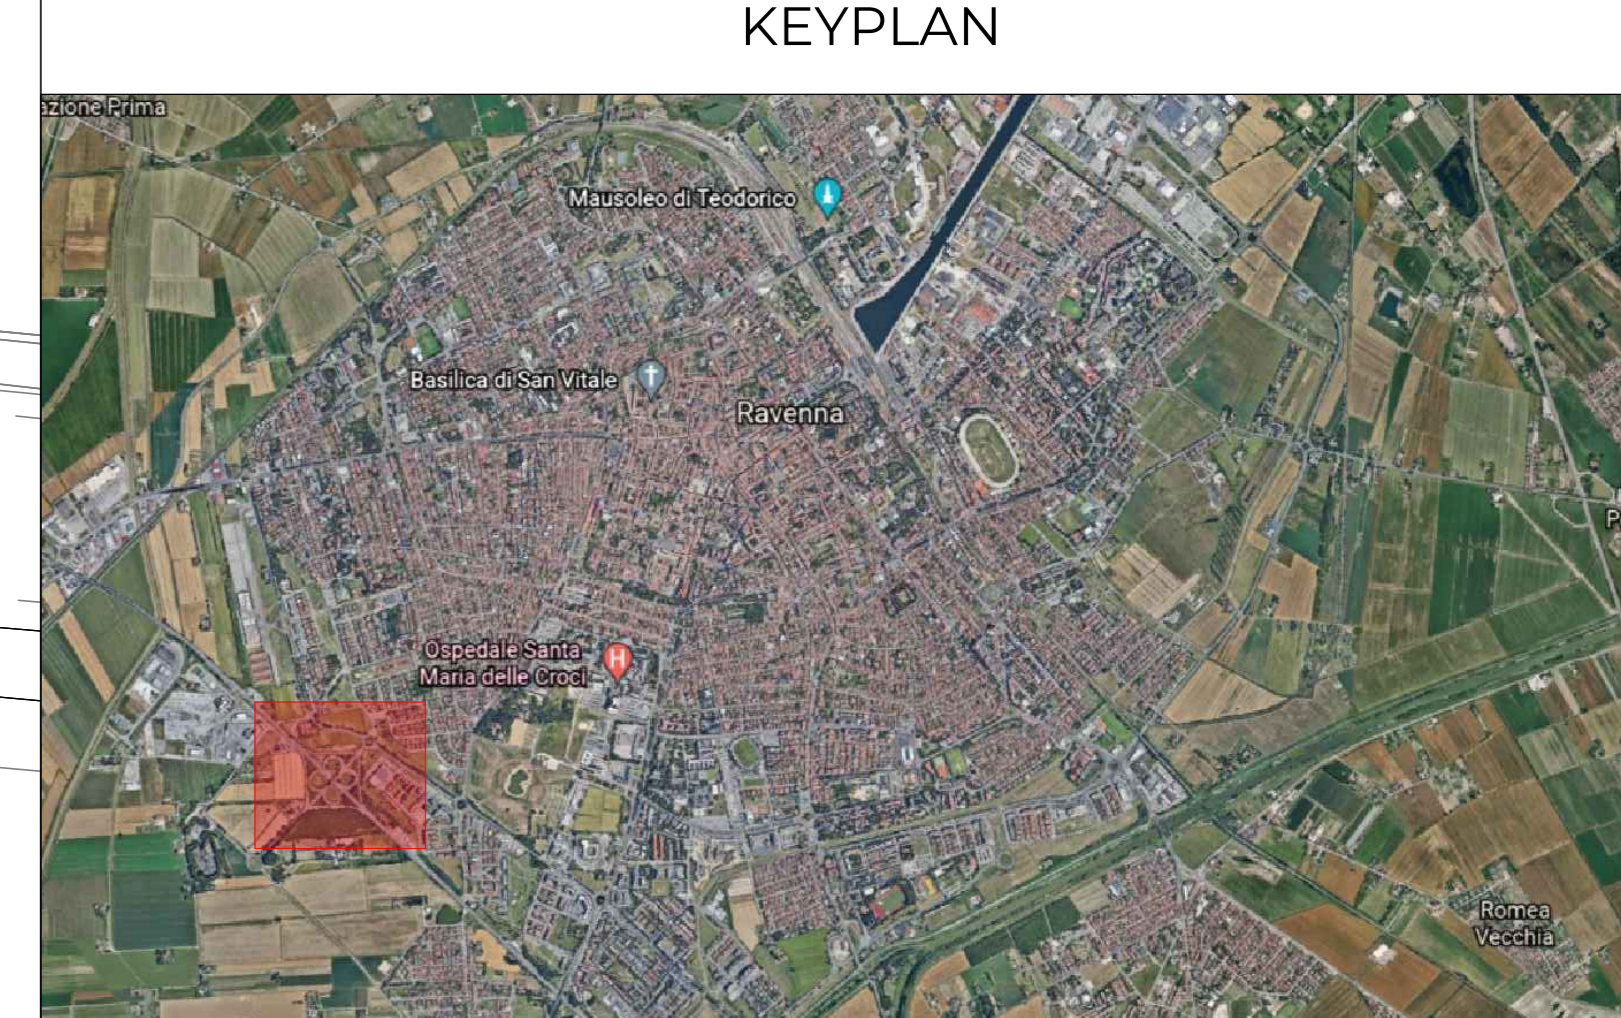 KEYPLAN
azione Prima
Mausoleo di Teodorico
Basilica di San Vitale
Ravenna
P
Ospedale Santa
Maria delle Croci
H
Romea
Vecchia